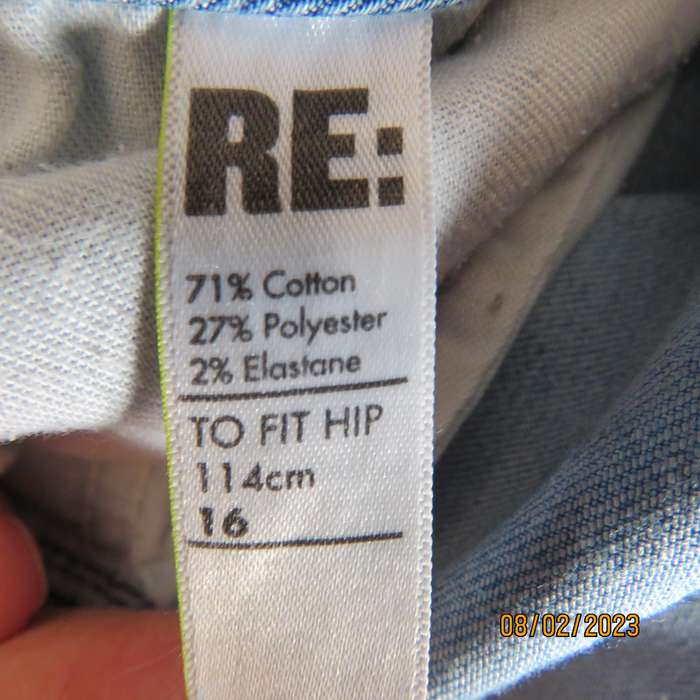 RE:
71% Cotton
27% Polyester
2% Elastane
TO FIT HIP
114cm
16
08/02/2023